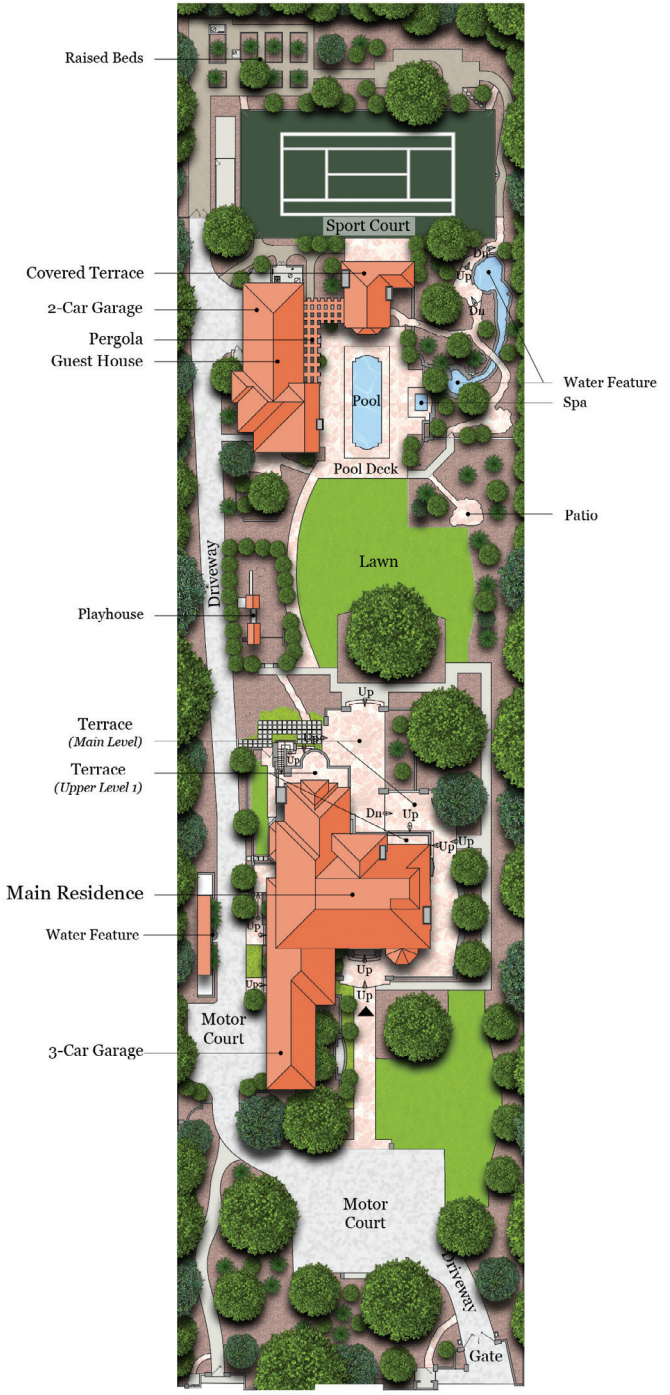 Raised Beds
Sport Court
Covered Terrace
Dn
Up
2-Car Garage
Dn
Pergola
Guest House
Water Feature
Pool
Spa
Pool Deck
Patio
Lawn
Driveway
Playhouse
Up
Terrace
(Main Level)
Up
Up
Terrace
(Upper Level 1)
Dn
Up
Up
Up
Main Residence
Up
Water Feature
Up
Up
Up
Motor
Court
3-Car Garage
Motor
Court
Driveway
Gate